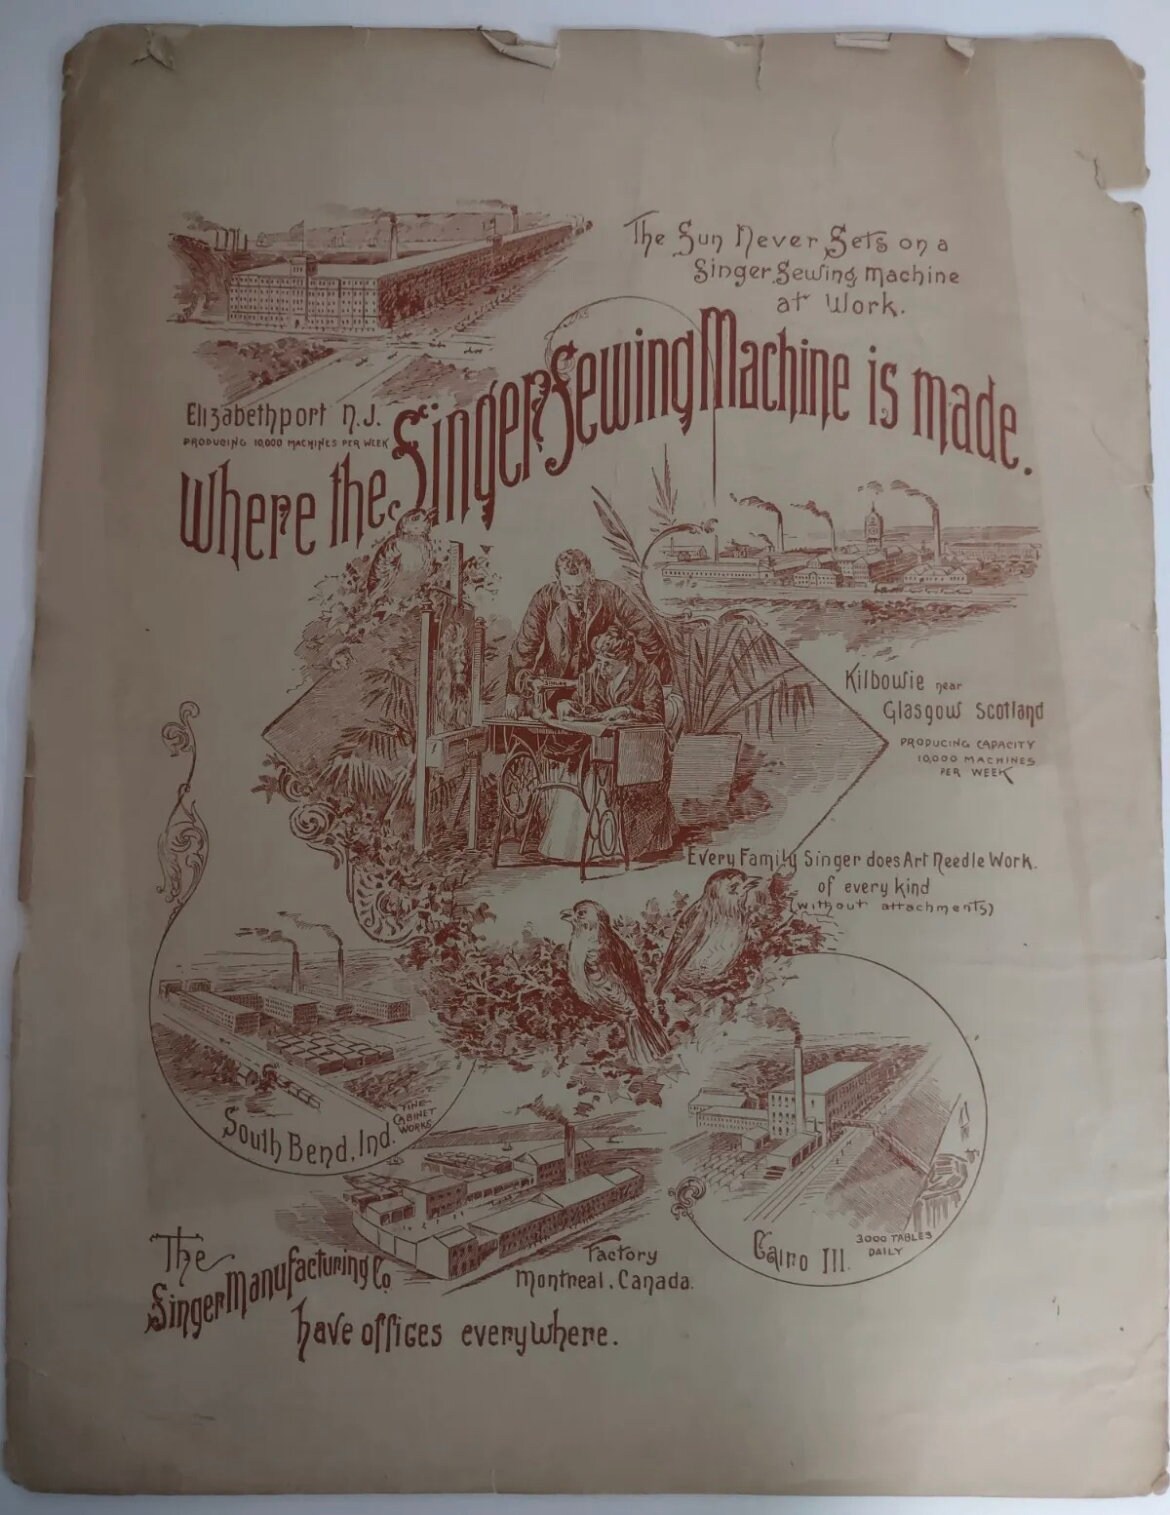 The Sun Never Sets on a
Singer Sewing Machine
at Work.
Elizabethport N.J.
PRODUCING 10,000 MACHINES PER WEEK
Where the Singer Sewing Machine is made.
Kilbowie near
Glasgow Scotland
PRODUCING CAPACITY
10,000 MACHINES
PER WEEK
Every Family Singer does Art Needle Work.
of every kind
(without attachments)
South Bend, Ind.
FINE
CABINET
WORKS
Factory
Montreal, Canada.
Cairo Ill.
3000 TABLES
DAILY
The
Singer Manufacturing Co.
have offices everywhere.